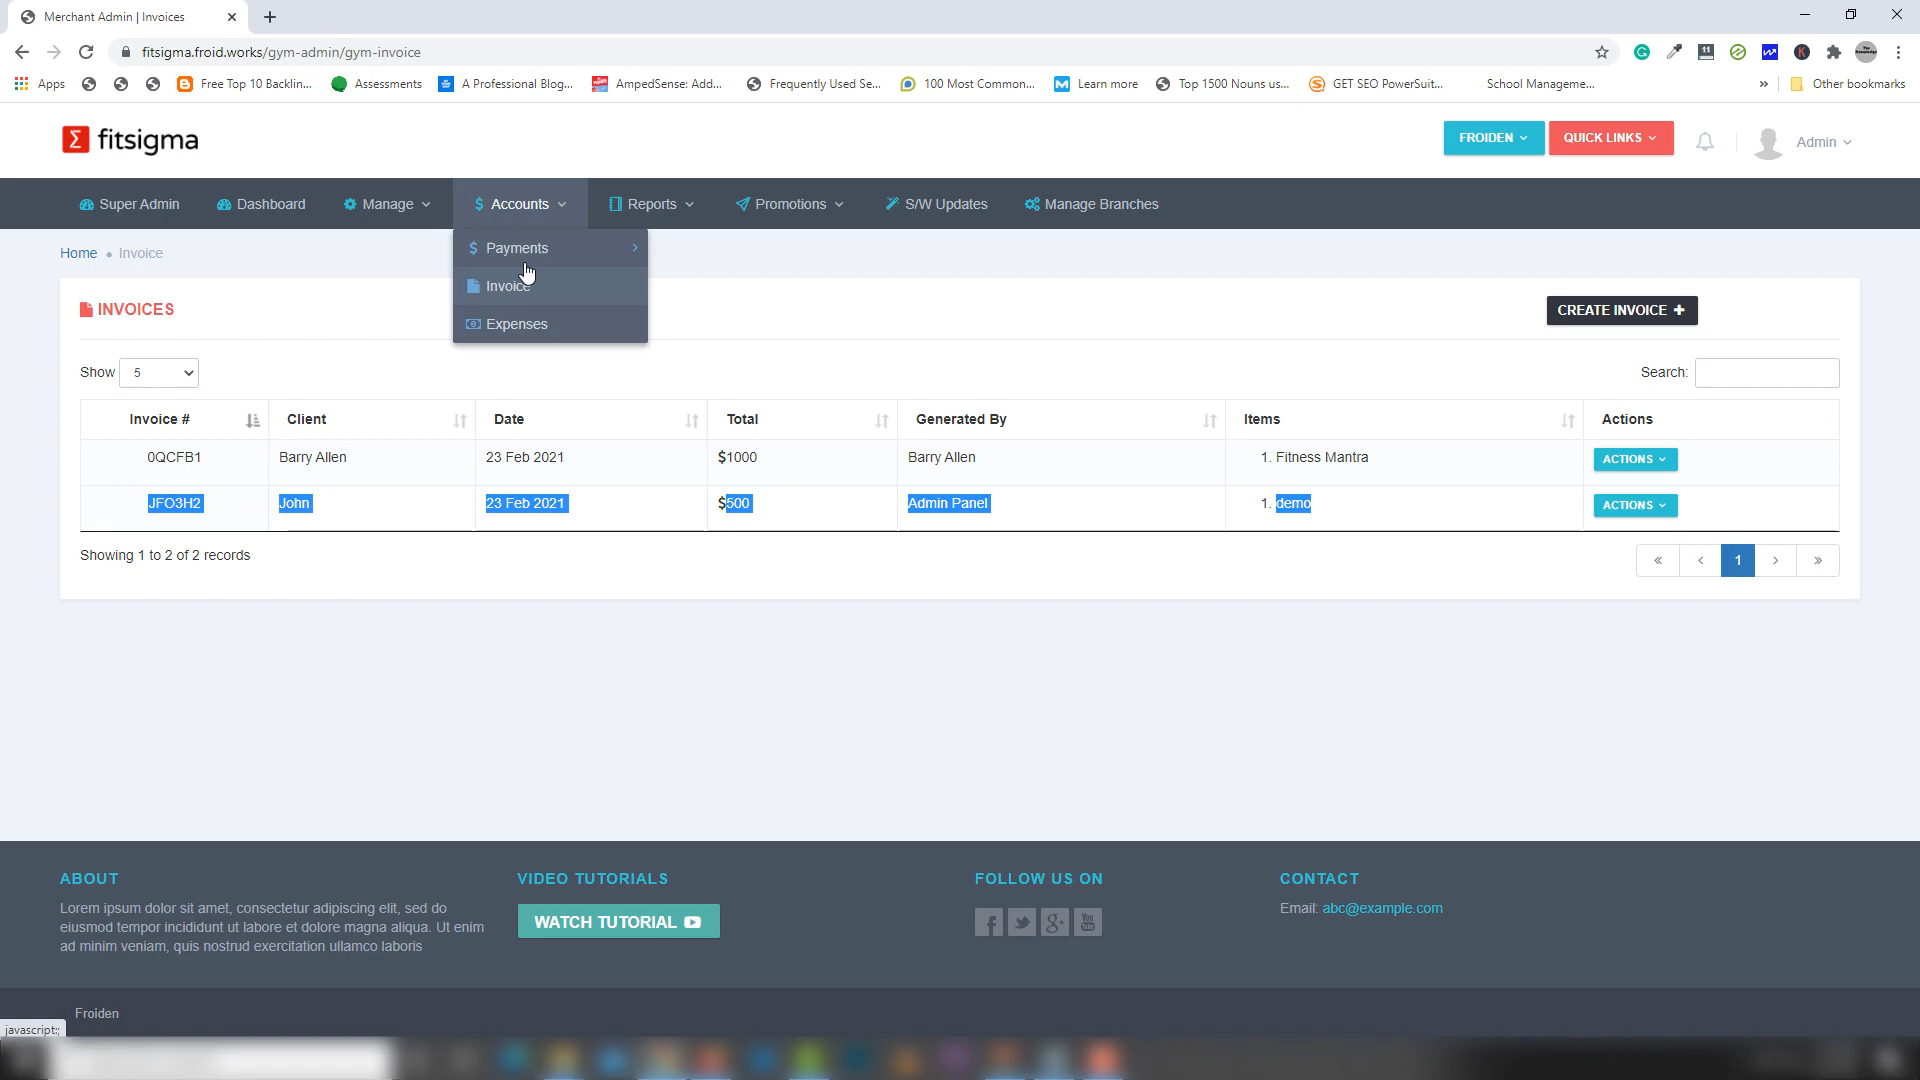 Merchant Admin | Invoices
fitsigma.froid.works/gym-admin/gym-invoice
Apps Free Top 10 Backlin... Assessments A Professional Blog... AmpedSense: Add... Frequently Used Se... 100 Most Common... Learn more Top 1500 Nouns us... GET SEO PowerSuit... School Manageme... » Other bookmarks
fitsigma
FROIDEN QUICK LINKS Admin
Super Admin Dashboard Manage $ Accounts Reports Promotions S/W Updates Manage Branches
$ Payments
Invoice
Expenses
Home • Invoice
INVOICES
CREATE INVOICE +
Show 5 Search:
Invoice # Client Date Total Generated By Items Actions
0QCFB1 Barry Allen 23 Feb 2021 $1000 Barry Allen 1. Fitness Mantra ACTIONS
JFO3H2 John 23 Feb 2021 $500 Admin Panel 1. demo ACTIONS
Showing 1 to 2 of 2 records
« ‹ 1 › »
ABOUT
Lorem ipsum dolor sit amet, consectetur adipiscing elit, sed do
eiusmod tempor incididunt ut labore et dolore magna aliqua. Ut enim
ad minim veniam, quis nostrud exercitation ullamco laboris
VIDEO TUTORIALS
WATCH TUTORIAL
FOLLOW US ON
CONTACT
Email: abc@example.com
Froiden
javascript:;